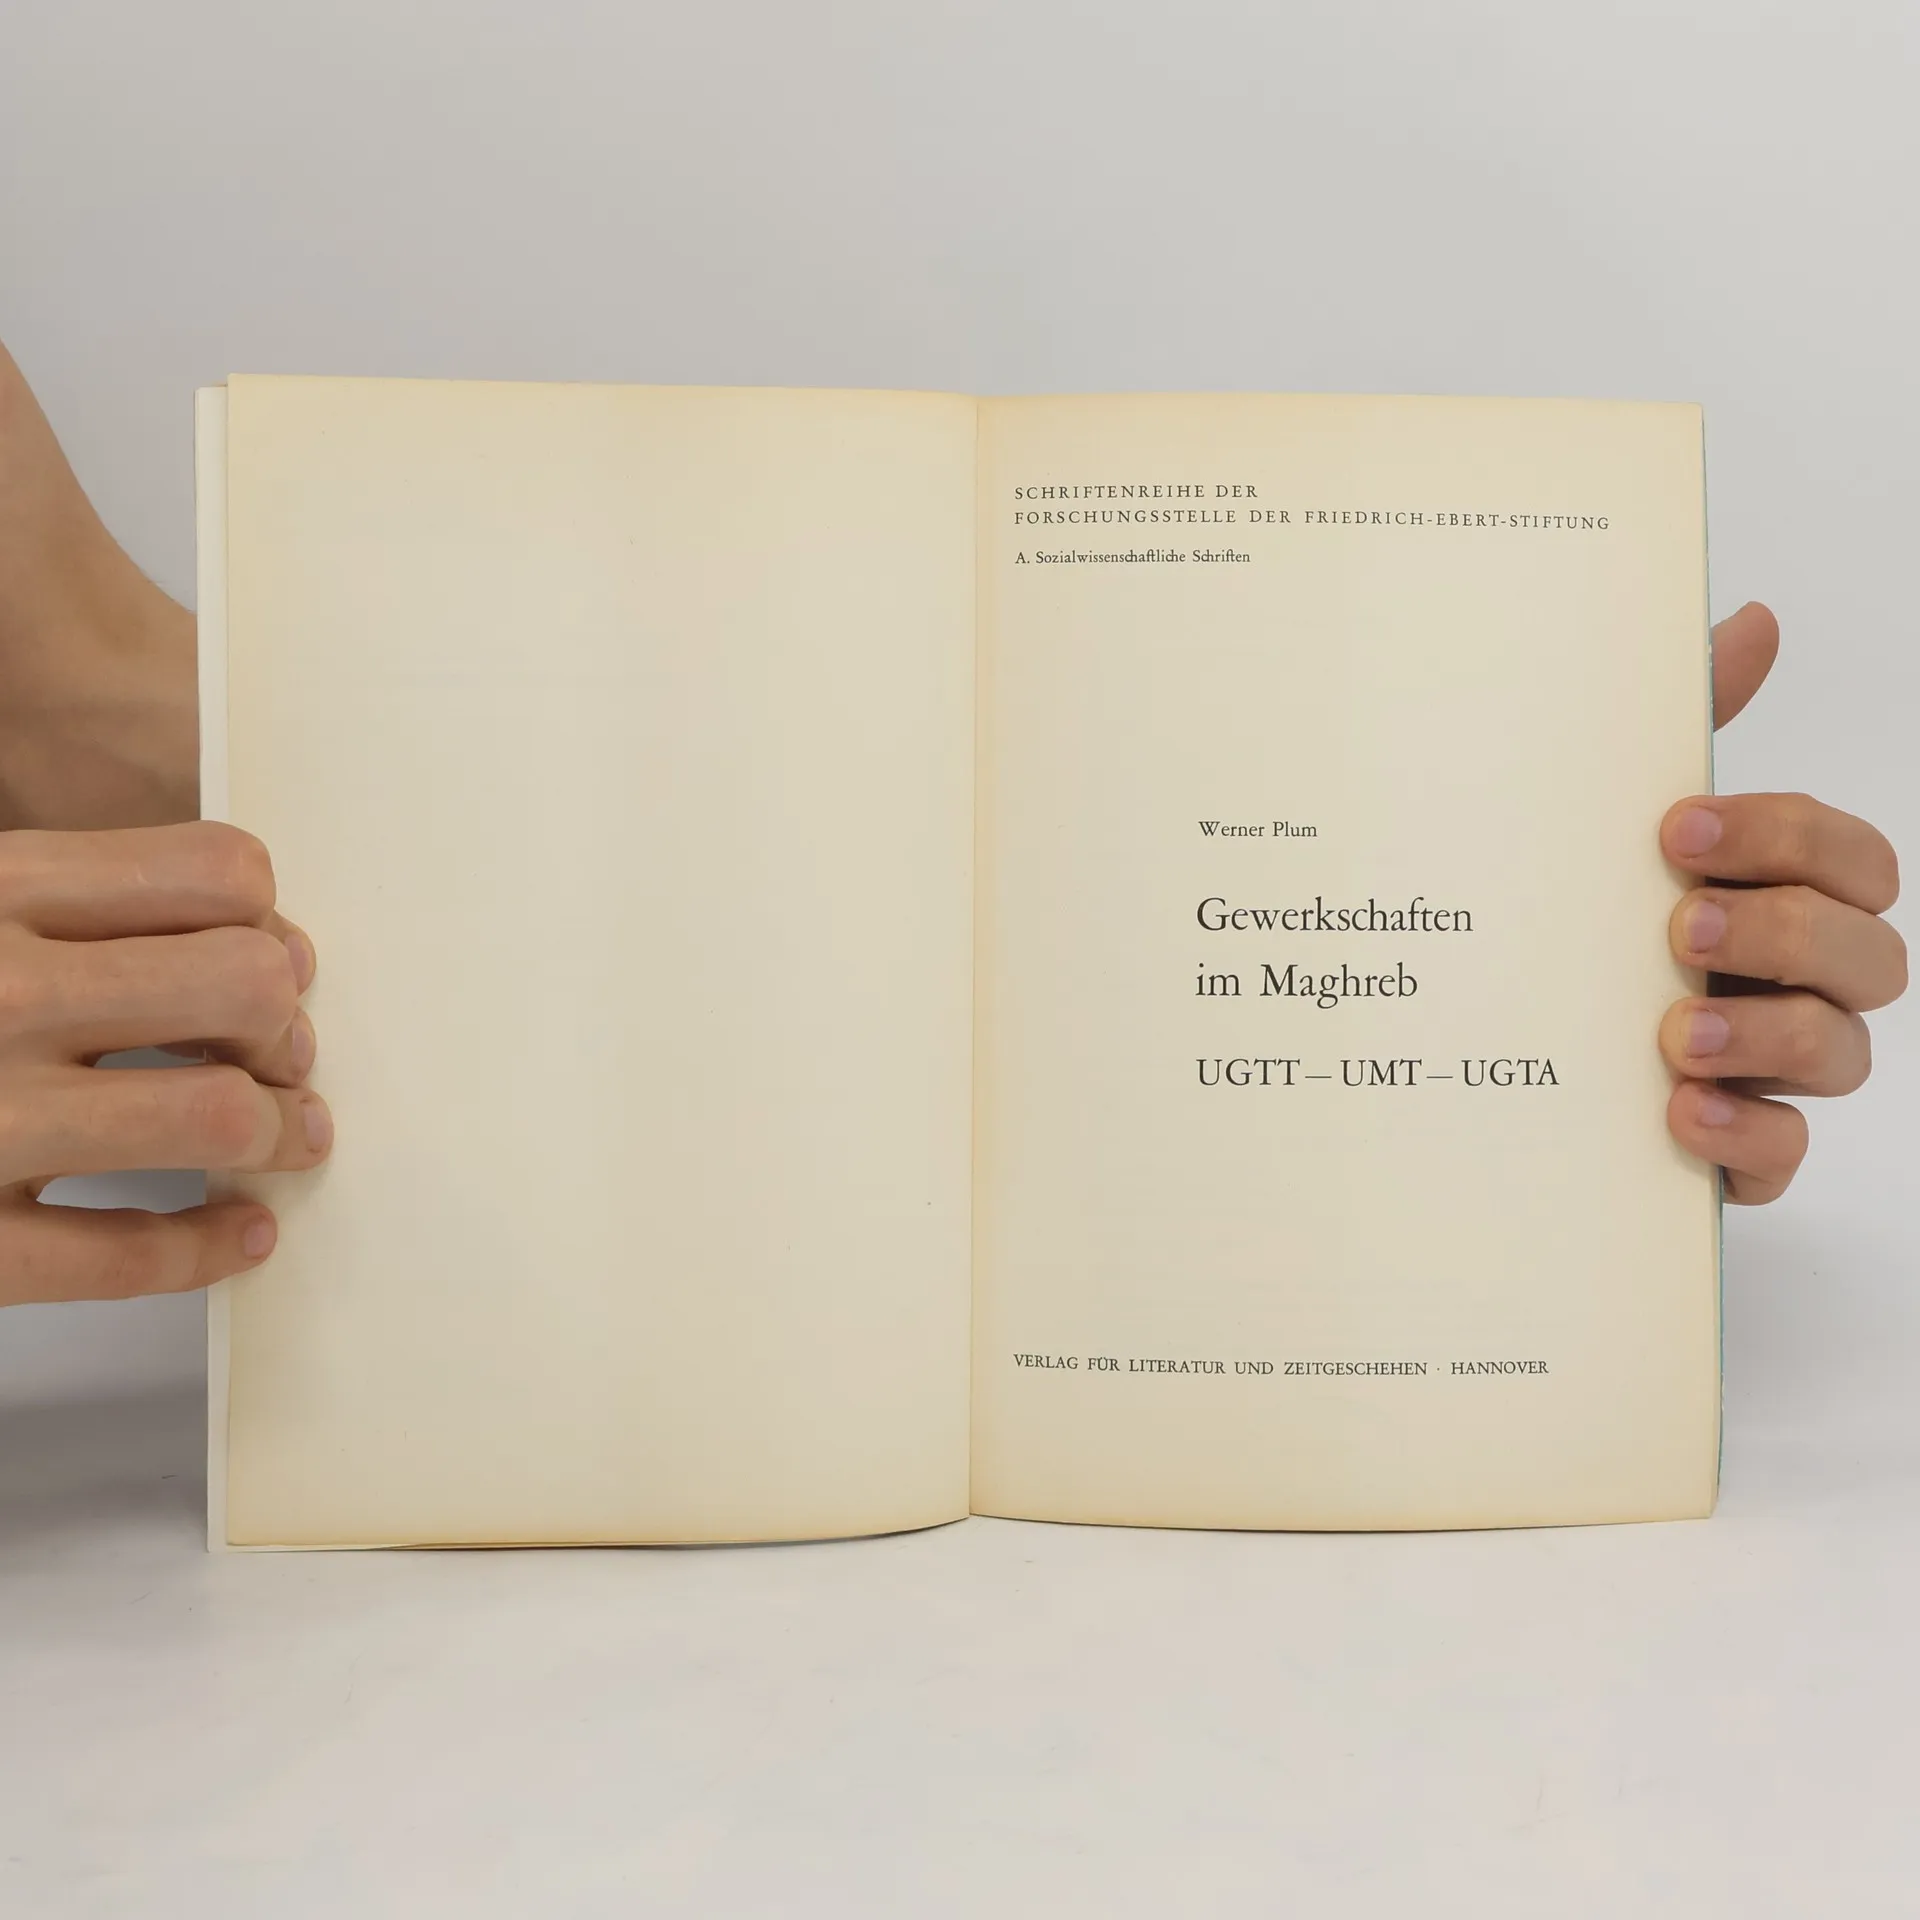 SCHRIFTENREIHE DER
FORSCHUNGSSTELLE DER FRIEDRICH-EBERT-STIFTUNG
A. Sozialwissenschaftliche Schriften
Werner Plum
Gewerkschaften
im Maghreb
UGTT — UMT — UGTA
VERLAG FÜR LITERATUR UND ZEITGESCHEHEN · HANNOVER